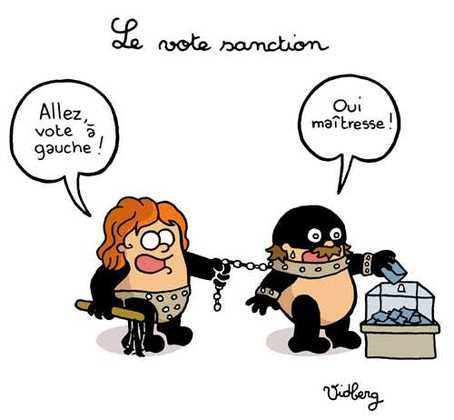 Le vote sanction
Allez,
vote à
gauche !
Oui
maîtresse !
Vidberg